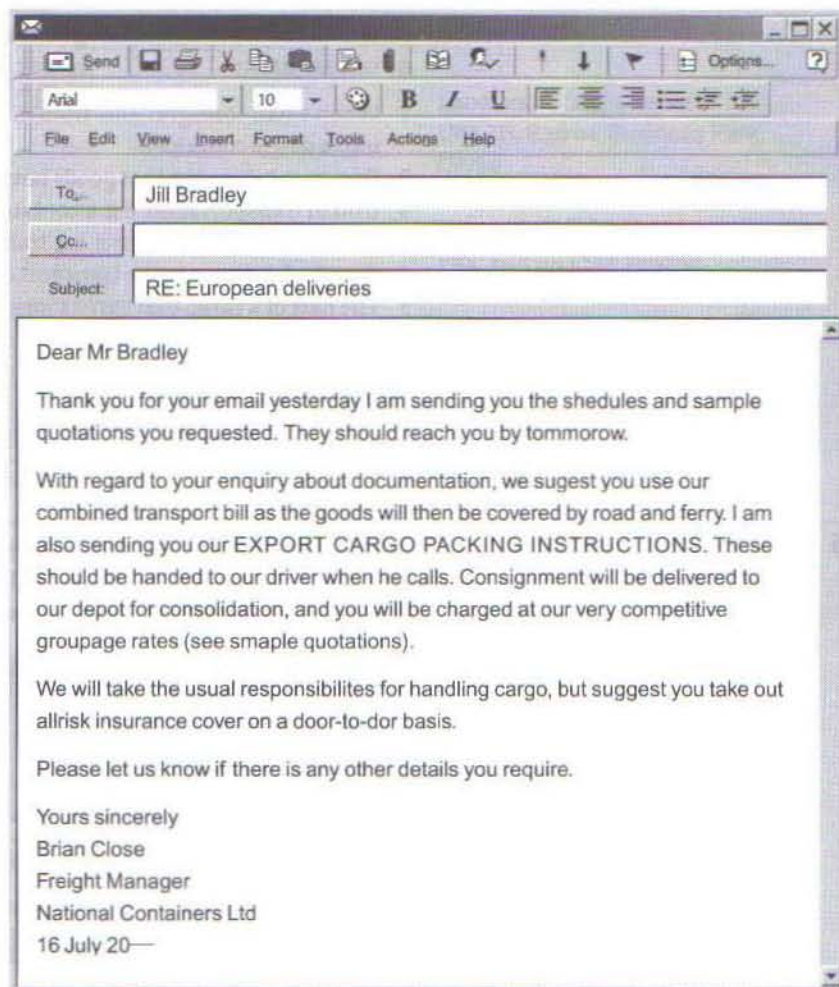 Send
Options...
Arial
10
B I U
File Edit View Insert Format Tools Actions Help
To...
Jill Bradley
Cc...
Subject:
RE: European deliveries
Dear Mr Bradley
Thank you for your email yesterday I am sending you the shedules and sample
quotations you requested. They should reach you by tommorow.
With regard to your enquiry about documentation, we sugest you use our
combined transport bill as the goods will then be covered by road and ferry. I am
also sending you our EXPORT CARGO PACKING INSTRUCTIONS. These
should be handed to our driver when he calls. Consignment will be delivered to
our depot for consolidation, and you will be charged at our very competitive
groupage rates (see smaple quotations).
We will take the usual responsibilites for handling cargo, but suggest you take out
allrisk insurance cover on a door-to-dor basis.
Please let us know if there is any other details you require.
Yours sincerely
Brian Close
Freight Manager
National Containers Ltd
16 July 20—